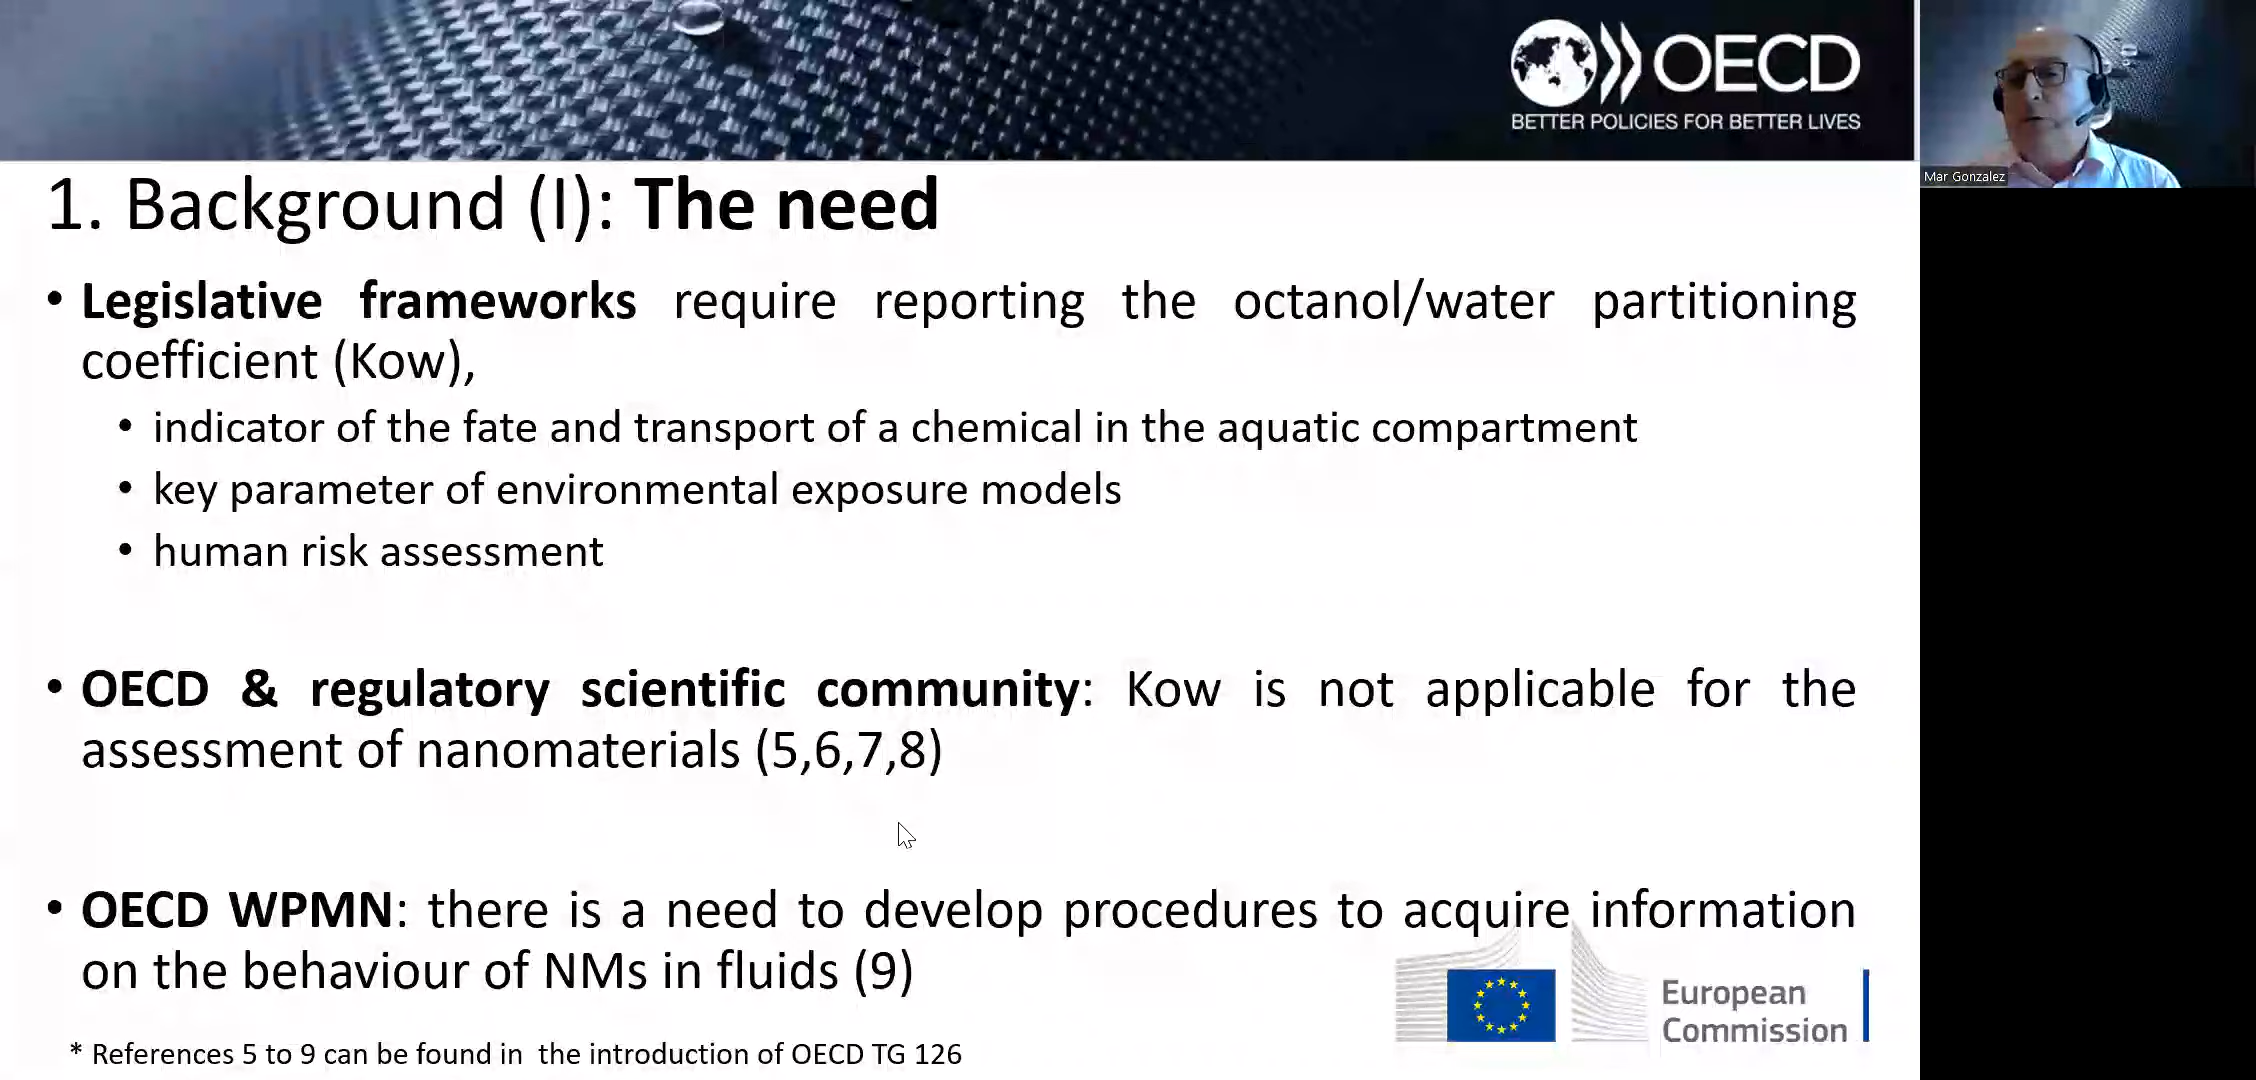 OECD
BETTER POLICIES FOR BETTER LIVES
Mar Gonzalez
1. Background (I): The need
• Legislative frameworks require reporting the octanol/water partitioning
coefficient (Kow),
• indicator of the fate and transport of a chemical in the aquatic compartment
• key parameter of environmental exposure models
• human risk assessment
• OECD & regulatory scientific community: Kow is not applicable for the
assessment of nanomaterials (5,6,7,8)
• OECD WPMN: there is a need to develop procedures to acquire information
on the behaviour of NMs in fluids (9)
European
Commission
* References 5 to 9 can be found in the introduction of OECD TG 126